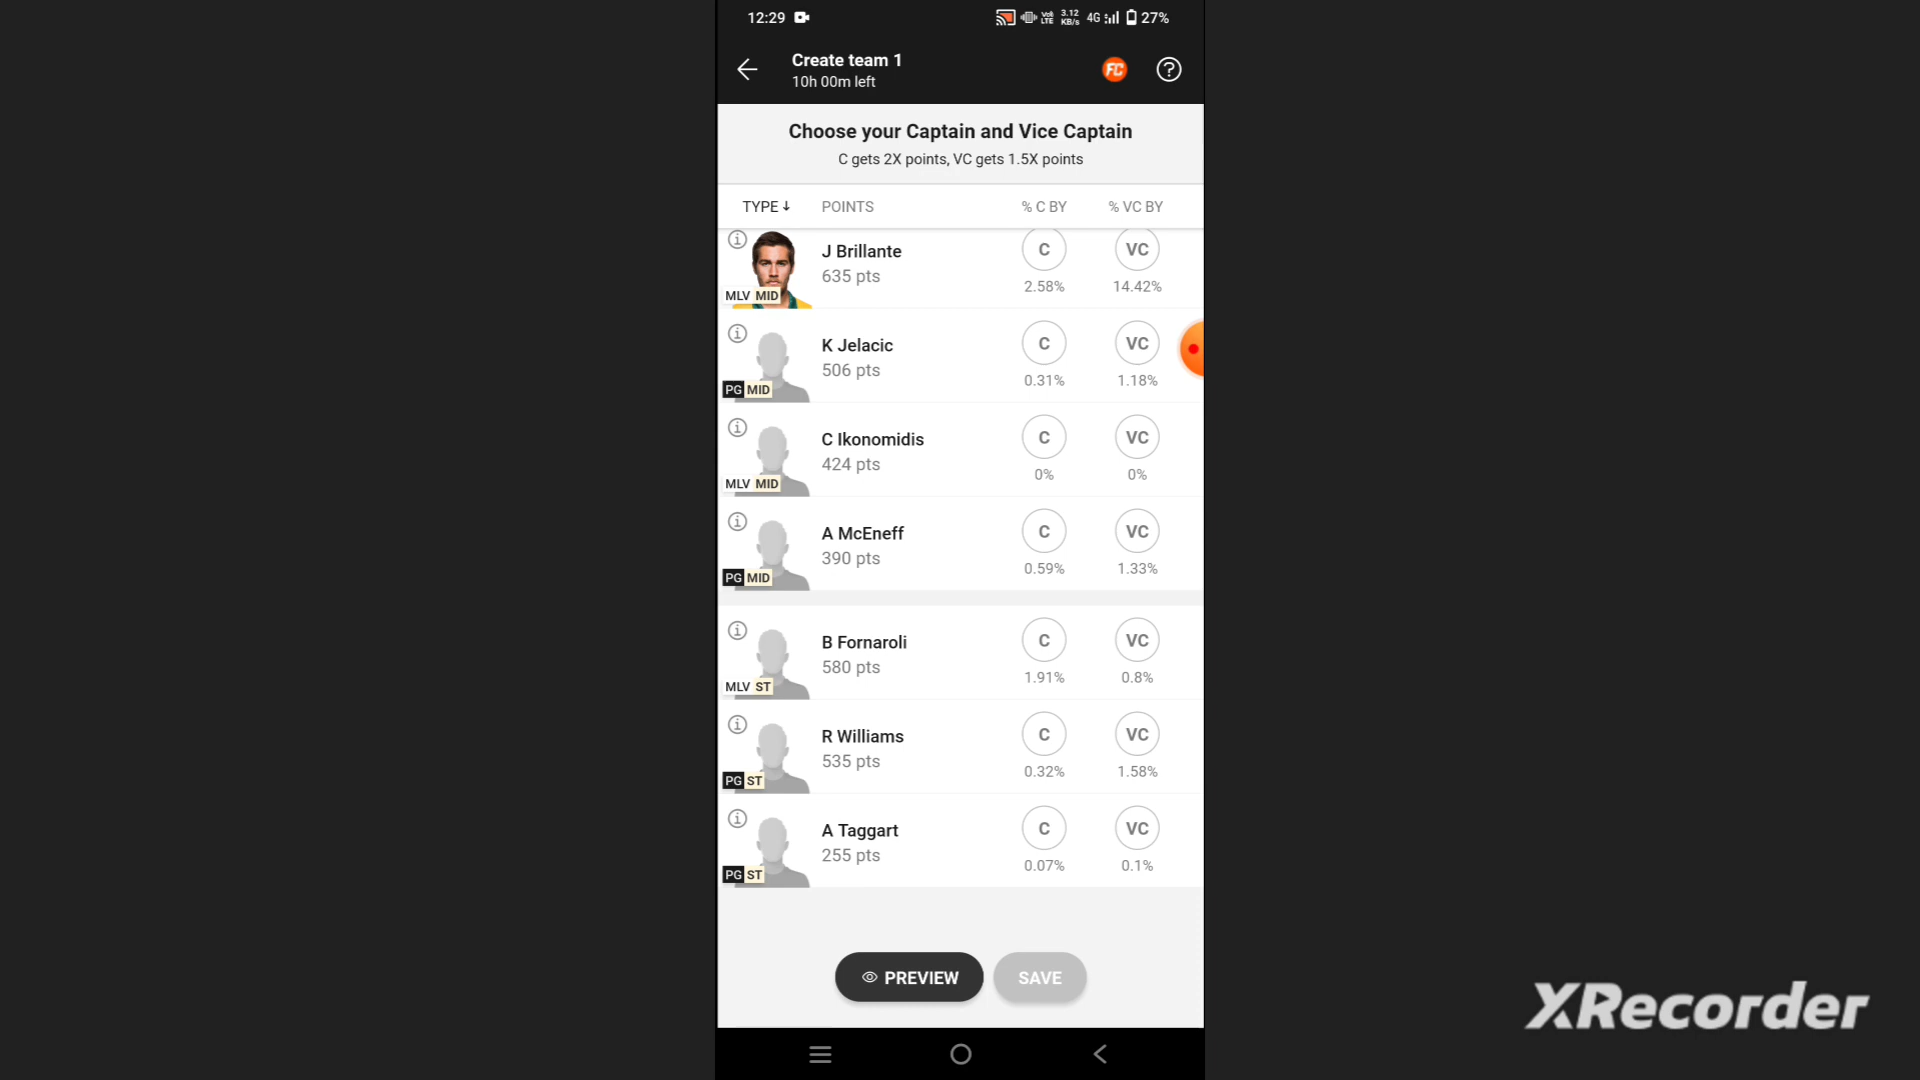 12:29 Vo) LTE 3.12 KB/s 4G 27%
Create team 1
10h 00m left
FC ?
Choose your Captain and Vice Captain
C gets 2X points, VC gets 1.5X points
TYPE↓ POINTS % C BY % VC BY
J Brillante C VC
635 pts
MLV MID 2.58% 14.42%
K Jelacic C VC
506 pts
PG MID 0.31% 1.18%
C Ikonomidis C VC
424 pts
MLV MID 0% 0%
A McEneff C VC
390 pts
PG MID 0.59% 1.33%
B Fornaroli C VC
580 pts
MLV ST 1.91% 0.8%
R Williams C VC
535 pts
PG ST 0.32% 1.58%
A Taggart C VC
255 pts
PG ST 0.07% 0.1%
PREVIEW SAVE
XRecorder